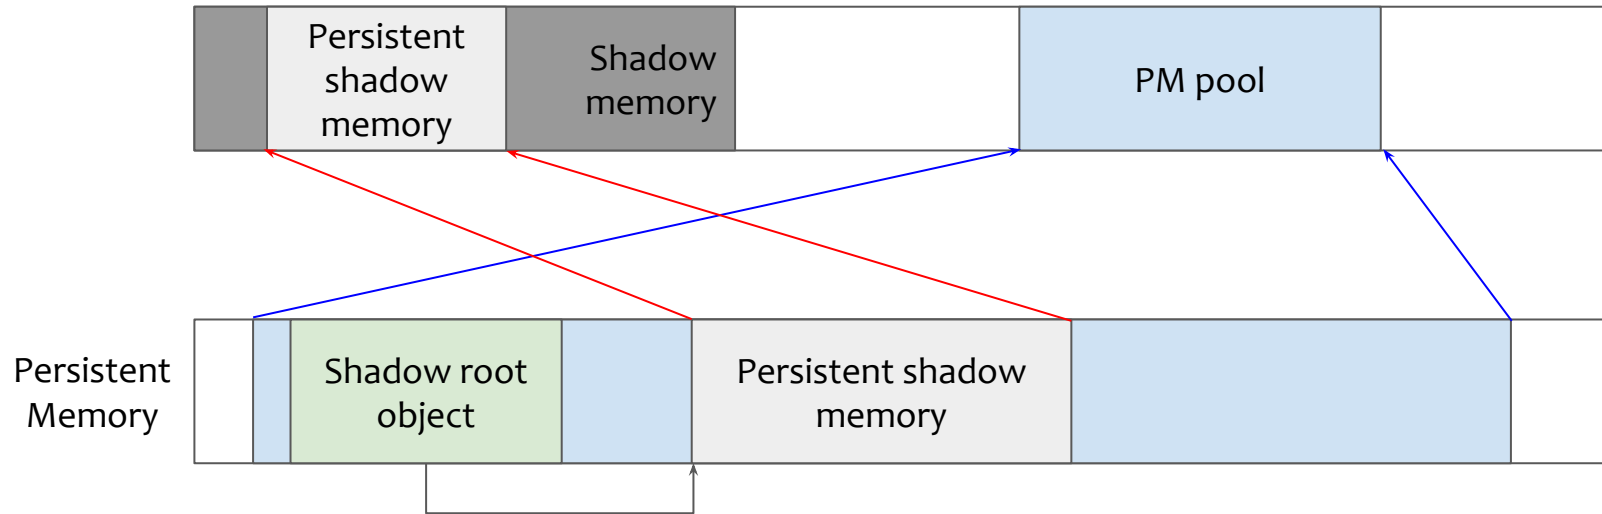 Persistent
shadow
memory
Shadow
memory
PM pool
Persistent
Memory
Shadow root
object
Persistent shadow
memory